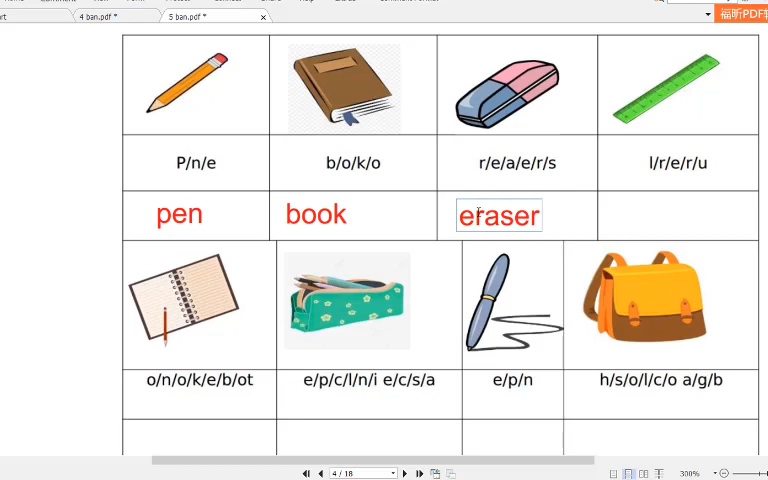 4 ban.pdf *
5 ban.pdf *
福昕PDF
P/n/e
b/o/k/o
r/e/a/e/r/s
l/r/e/r/u
pen
book
eraser
o/n/o/k/e/b/ot
e/p/c/l/n/i e/c/s/a
e/p/n
h/s/o/l/c/o a/g/b
4 / 18
300%